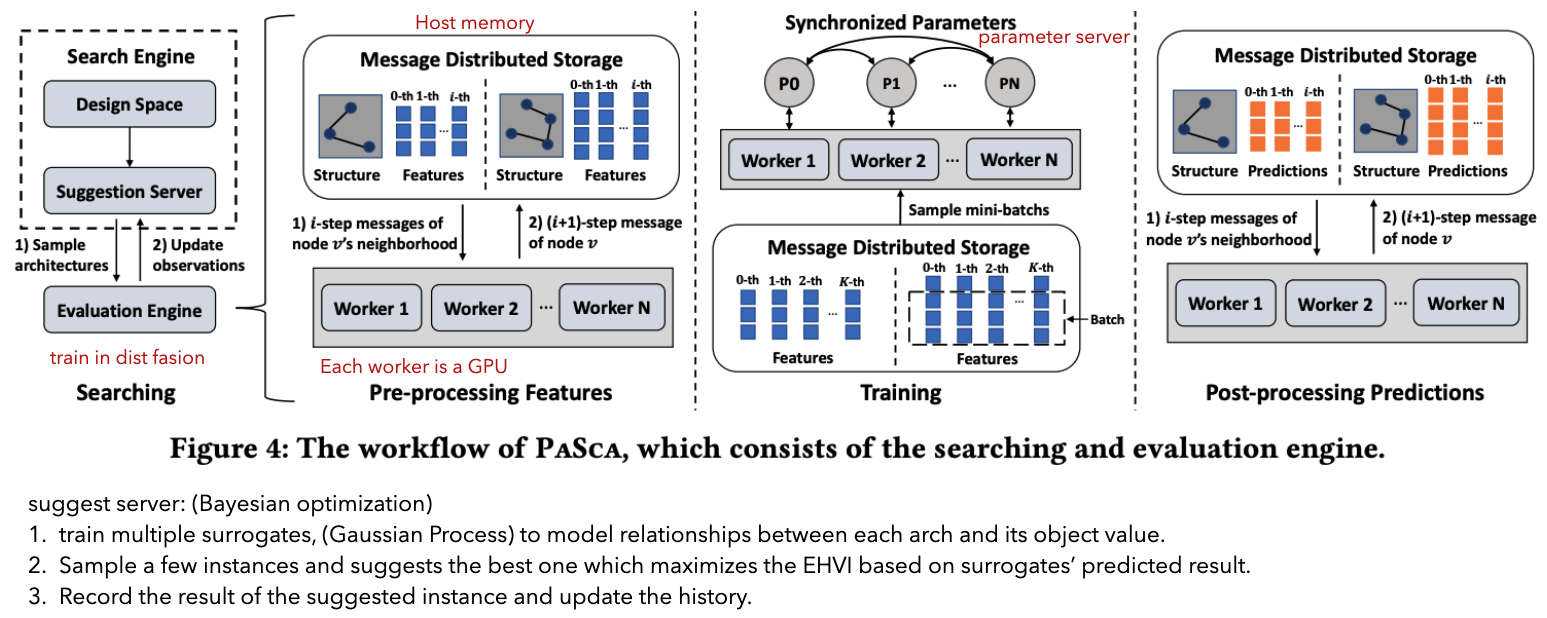 Search Engine
Design Space
Suggestion Server
1) Sample
architectures
2) Update
observations
Evaluation Engine
train in dist fasion
Searching
Host memory
Message Distributed Storage
0-th 1-th i-th
...
Structure Features
0-th 1-th i-th
...
Structure Features
1) i-step messages of
node v's neighborhood
2) (i+1)-step message
of node v
Worker 1 Worker 2 ... Worker N
Each worker is a GPU
Pre-processing Features
Synchronized Parameters
parameter server
P0 P1 ... PN
Worker 1 Worker 2 ... Worker N
Sample mini-batchs
Message Distributed Storage
0-th 1-th 2-th K-th
...
Features
0-th 1-th 2-th K-th
...
Features
Batch
Training
Message Distributed Storage
0-th 1-th i-th
...
Structure Predictions
0-th 1-th i-th
...
Structure Predictions
1) i-step messages of
node v's neighborhood
2) (i+1)-step message
of node v
Worker 1 Worker 2 ... Worker N
Post-processing Predictions
Figure 4: The workflow of PaSca, which consists of the searching and evaluation engine.
suggest server: (Bayesian optimization)
1. train multiple surrogates, (Gaussian Process) to model relationships between each arch and its object value.
2. Sample a few instances and suggests the best one which maximizes the EHVI based on surrogates' predicted result.
3. Record the result of the suggested instance and update the history.